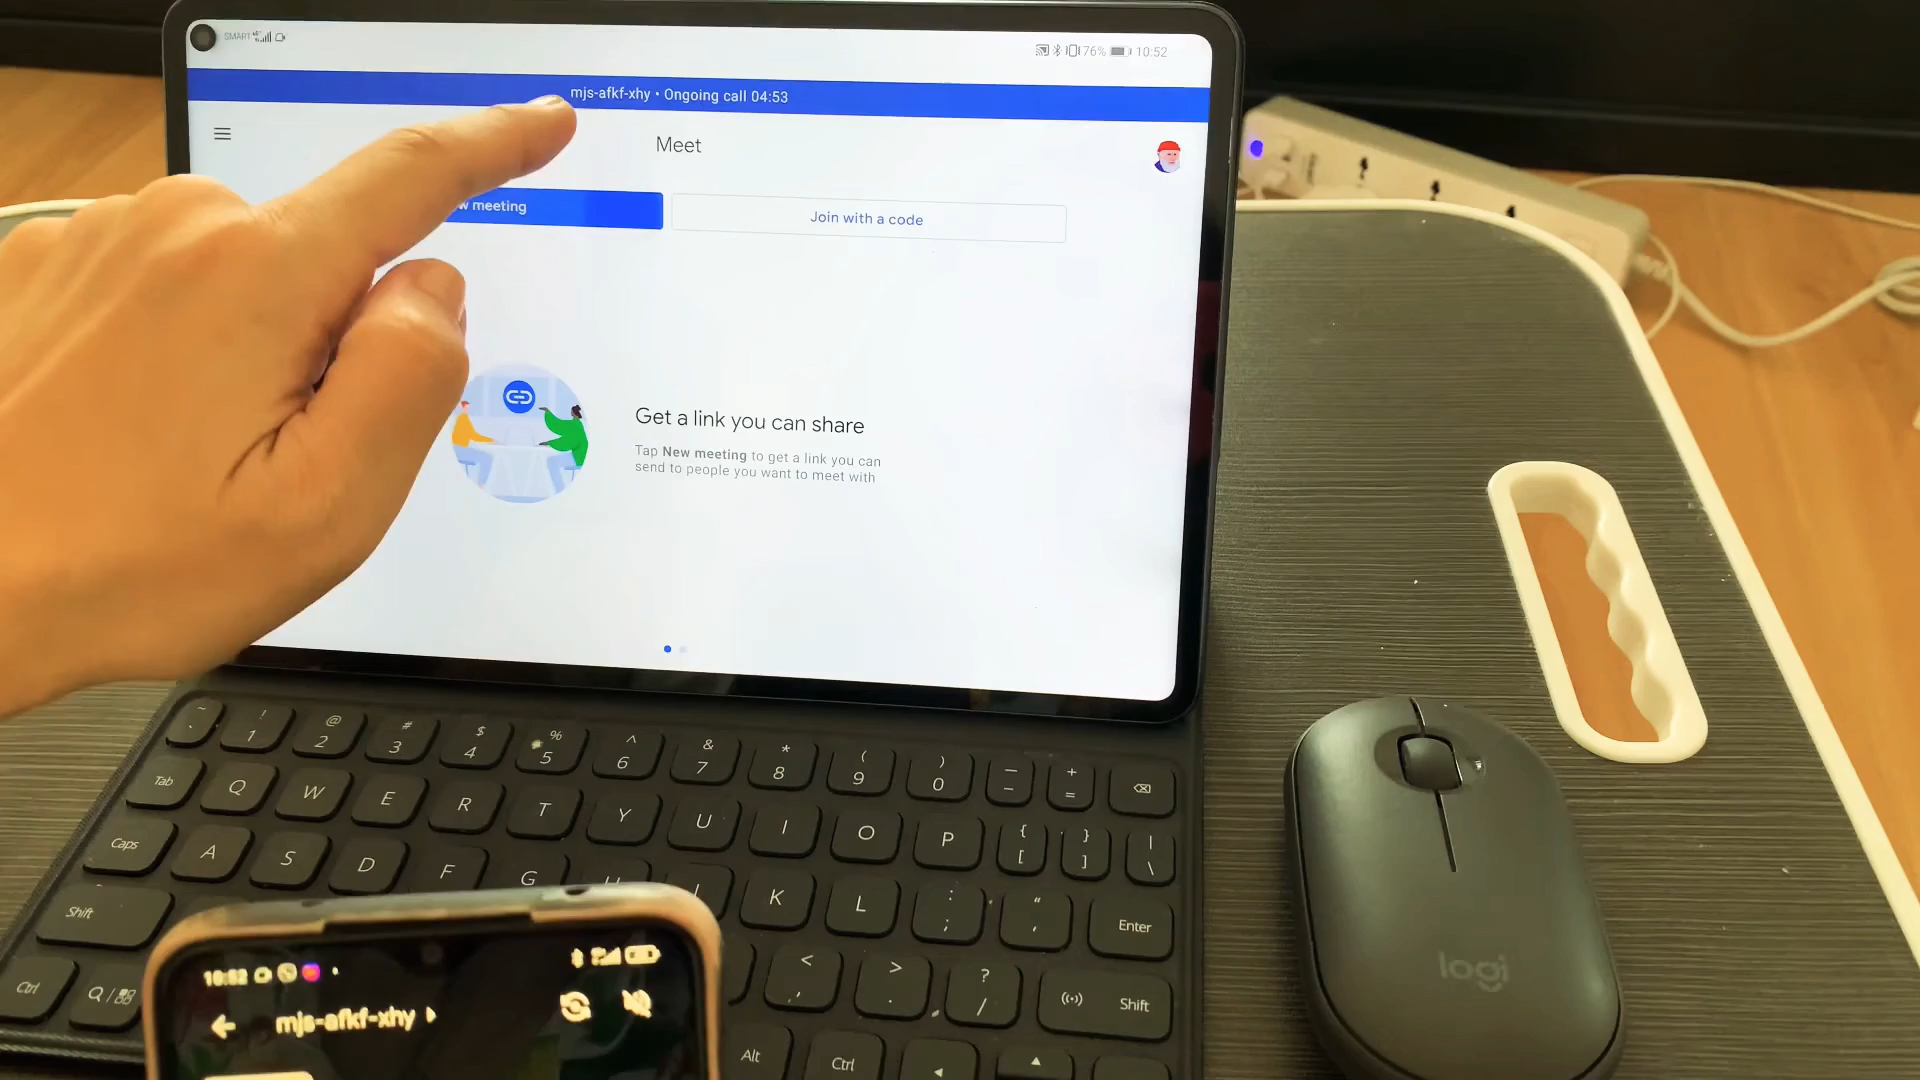 SMART
76% 10:52
mjs-afkf-xhy • Ongoing call 04:53
Meet
w meeting
Join with a code
Get a link you can share
Tap New meeting to get a link you can
send to people you want to meet with
~ ! @ # $ % ^ & * ( ) — +
` 1 2 3 4 5 6 7 8 9 0 – =
Tab Q W E R T Y U I O P { [ } ] | \
Caps A S D F G K L : ; " ' Enter
Shift < , > . ? / Shift
Ctrl Q / Alt Ctrl
10:52
mjs-afkf-xhy
logi